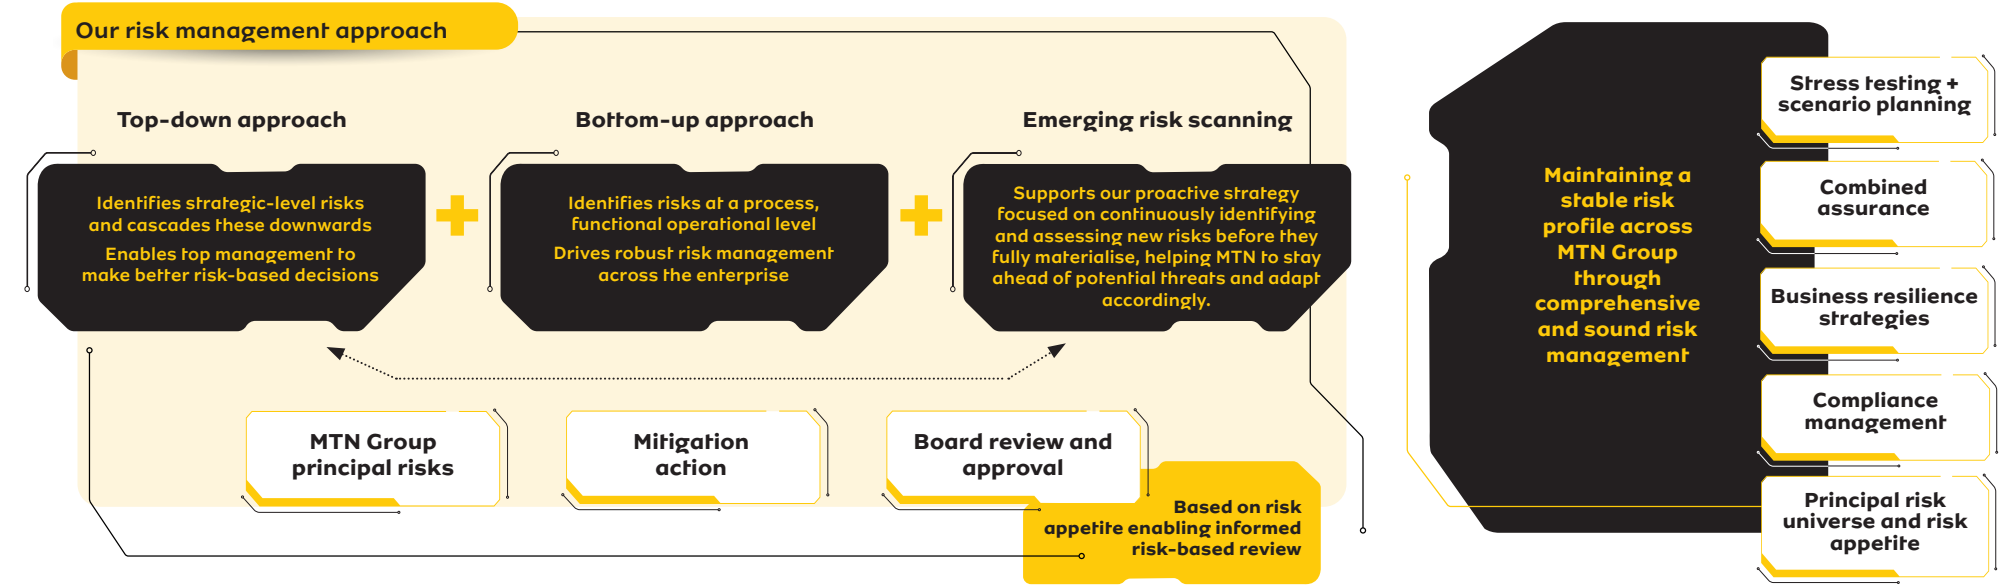 Our risk management approach
Top-down approach
Identifies strategic-level risks
and cascades these downwards
Enables top management to
make better risk-based decisions
Bottom-up approach
Identifies risks at a process,
functional operational level
Drives robust risk management
across the enterprise
Emerging risk scanning
Supports our proactive strategy
focused on continuously identifying
and assessing new risks before they
fully materialise, helping MTN to stay
ahead of potential threats and adapt
accordingly.
MTN Group
principal risks
Mitigation
action
Board review and
approval
Based on risk
appetite enabling informed
risk-based review
Maintaining a
stable risk
profile across
MTN Group
through
comprehensive
and sound risk
management
Stress testing +
scenario planning
Combined
assurance
Business resilience
strategies
Compliance
management
Principal risk
universe and risk
appetite